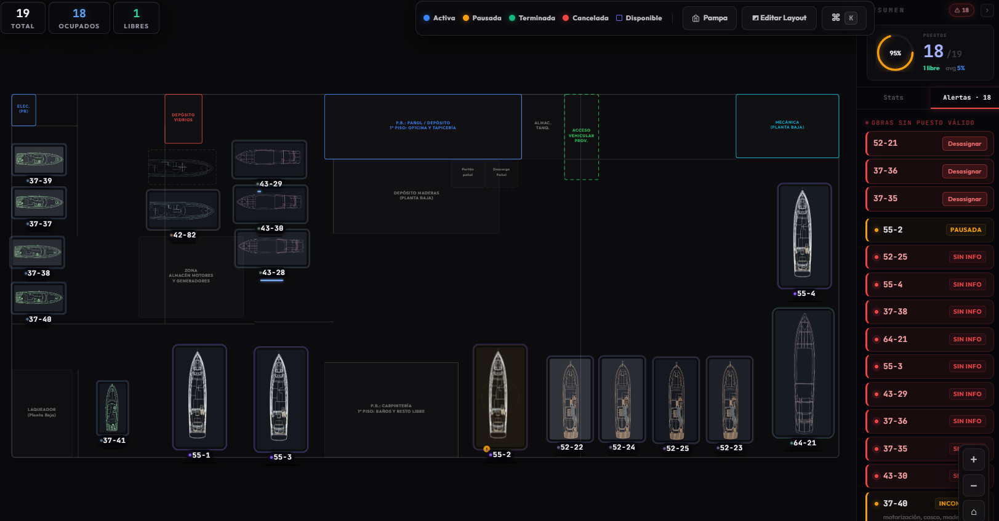 19
TOTAL
18
OCUPADOS
1
LIBRES
Activa
Pausada
Terminada
Cancelada
Disponible
Pampa
Editar Layout
⌘ K
ESUMEN
18
95%
PUESTOS
18 /19
1 libre avg 5%
Stats
Alertas · 18
OBRAS SIN PUESTO VÁLIDO
52-21 Desasignar
37-36 Desasignar
37-35 Desasignar
55-2 PAUSADA
52-25 SIN INFO
55-4 SIN INFO
37-38 SIN INFO
64-21 SIN INFO
55-3 SIN INFO
43-29 SIN INFO
37-36 SIN INFO
37-35 SI
43-30 SI
37-40 INCOM
motorización, casco, made
+
−
ELEC.
(PB)
DEPÓSITO
VIDRIOS
P.B.: PAÑOL / DEPÓSITO
1º PISO: OFICINA Y TAPICERÍA
ALMAC.
TANQ.
ACCESO
VEHICULAR
PROV.
MECÁNICA
(PLANTA BAJA)
Portón
pañol
Descarga
Pañol
DEPÓSITO MADERAS
(PLANTA BAJA)
37-39
37-37
37-38
37-40
42-82
43-29
43-30
43-28
ZONA
ALMACÉN MOTORES
Y GENERADORES
55-4
LAQUEADOR
(Planta Baja)
37-41
55-1
55-3
P.B.: CARPINTERÍA
1º PISO: BAÑOS Y RESTO LIBRE
55-2
52-22
52-24
52-25
52-23
64-21